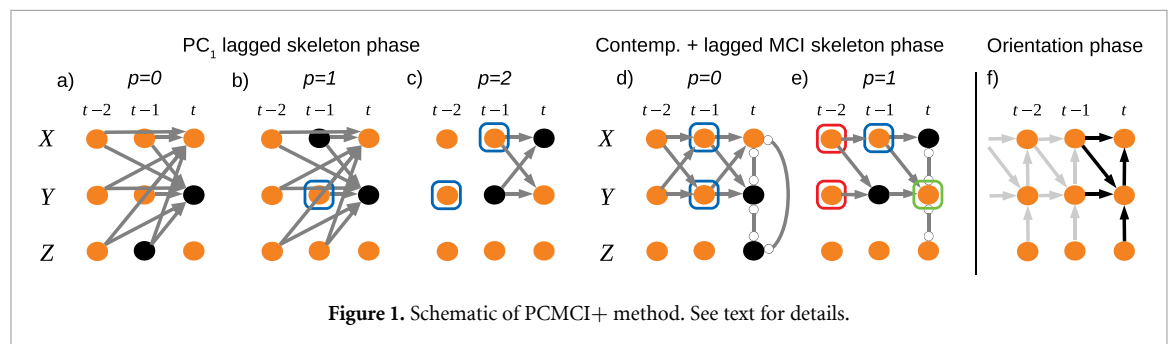 PC1 lagged skeleton phase
Contemp. + lagged MCI skeleton phase
Orientation phase
a) p=0
b) p=1
c) p=2
d) p=0
e) p=1
f)
t−2 t−1 t
t−2 t−1 t
t−2 t−1 t
t−2 t−1 t
t−2 t−1 t
t−2 t−1 t
X
X
Y
Y
Z
Z
Figure 1. Schematic of PCMCI+ method. See text for details.